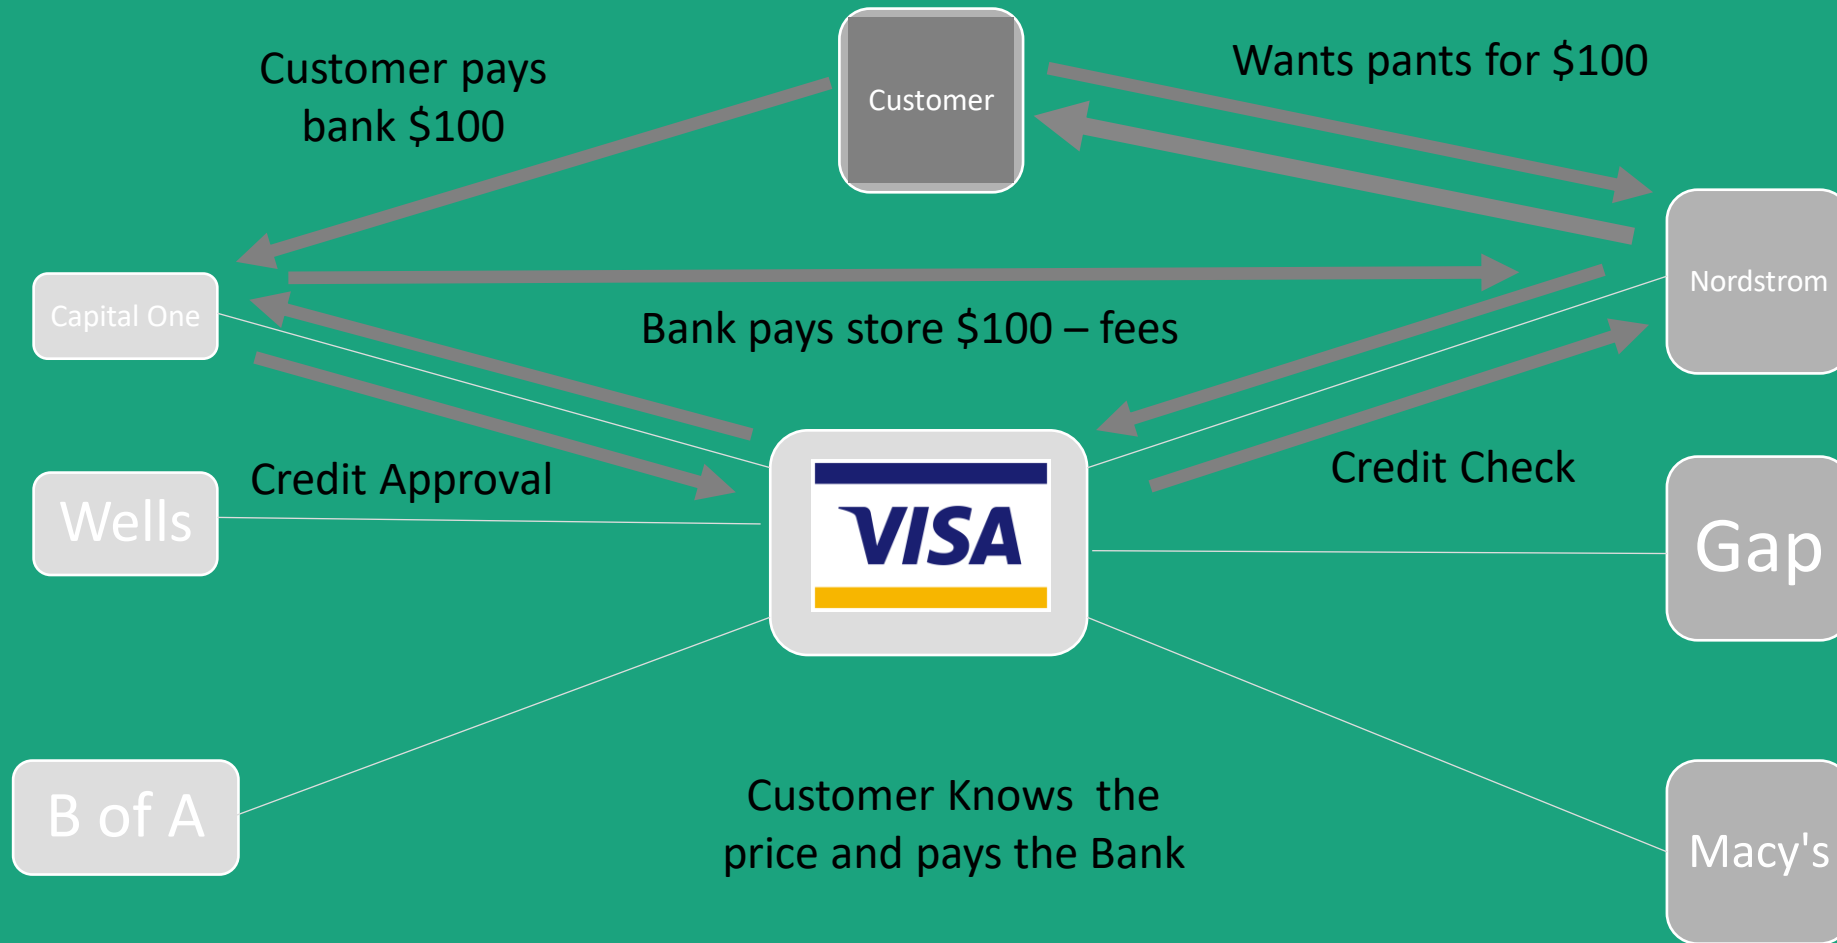 Customer pays
bank $100
Customer
Wants pants for $100
Capital One
Nordstrom
Bank pays store $100 – fees
Credit Approval
Credit Check
Wells
VISA
Gap
B of A
Customer Knows the
price and pays the Bank
Macy's